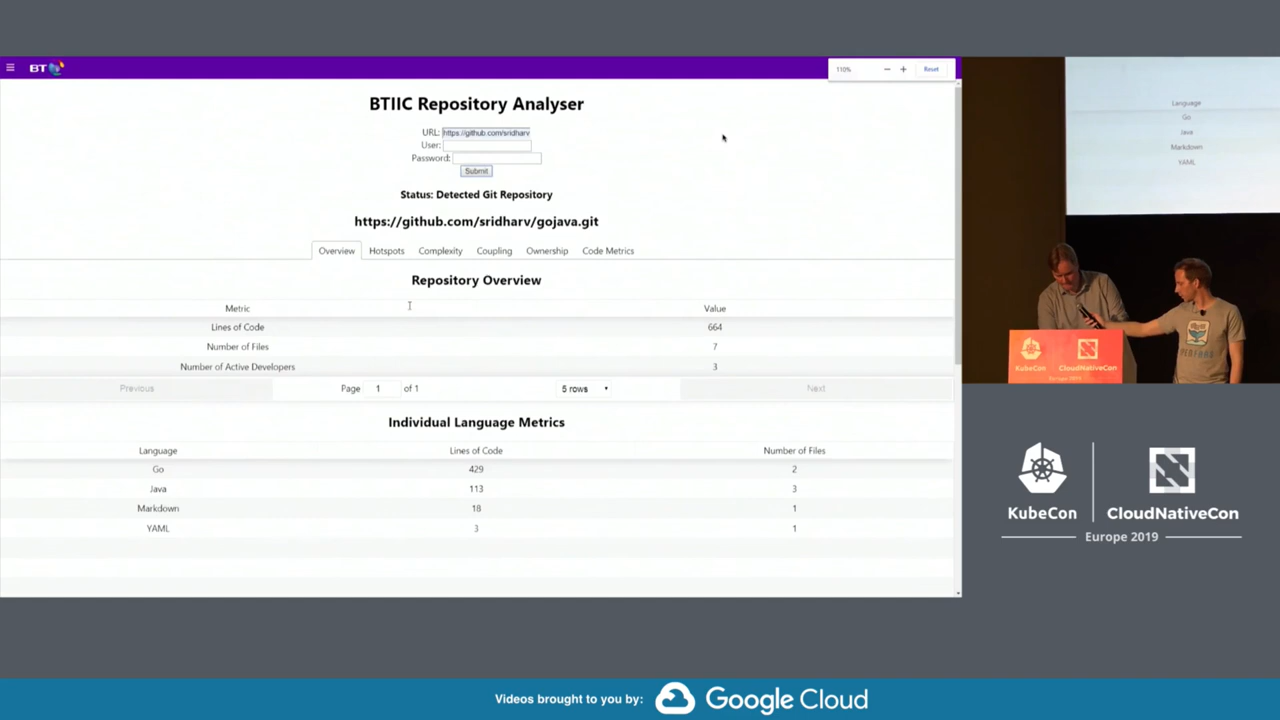 BT
110%
−
+
Reset
BTIIC Repository Analyser
URL: https://github.com/sridharv
User:
Password:
Submit
Status: Detected Git Repository
https://github.com/sridharv/gojava.git
Overview Hotspots Complexity Coupling Ownership Code Metrics
Repository Overview
Metric Value
Lines of Code 664
Number of Files 7
Number of Active Developers 3
Previous Page 1 of 1 5 rows Next
Individual Language Metrics
Language Lines of Code Number of Files
Go 429 2
Java 113 3
Markdown 18 1
YAML 3 1
Language
Go
Java
Markdown
YAML
KubeCon CloudNativeCon
Europe 2019
KubeCon CloudNativeCon
Europe 2019
Videos brought to you by: Google Cloud